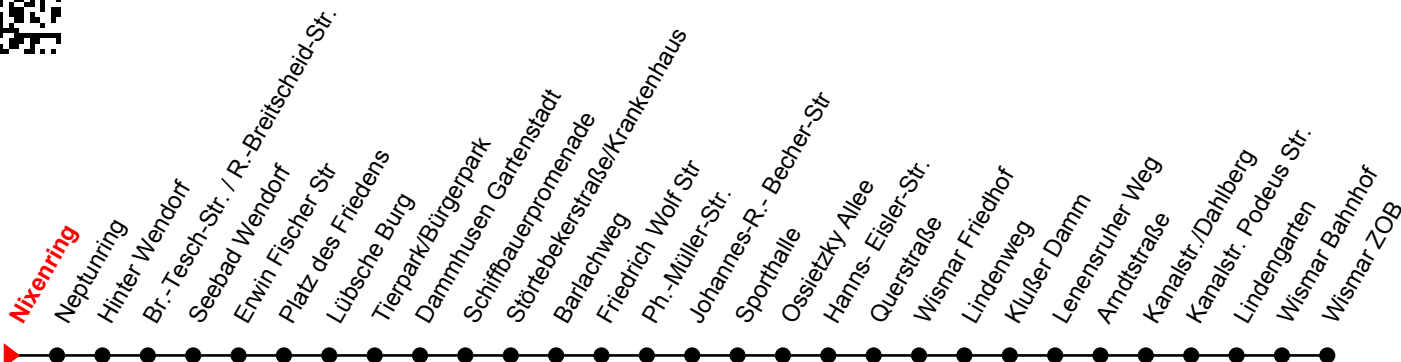 Nixenring
Neptunring
Hinter Wendorf
Br.-Tesch-Str. / R.-Breitscheid-Str.
Seebad Wendorf
Erwin Fischer Str
Platz des Friedens
Lübsche Burg
Tierpark/Bürgerpark
Dammhusen Gartenstadt
Schiffbauerpromenade
Störtebekerstraße/Krankenhaus
Barlachweg
Friedrich Wolf Str
Ph.-Müller-Str.
Johannes-R.- Becher-Str
Sporthalle
Ossietzky Allee
Hanns- Eisler-Str.
Querstraße
Wismar Friedhof
Lindenweg
Klußer Damm
Lenensruher Weg
Arndtstraße
Kanalstr./Dahlberg
Kanalstr. Podeus Str.
Lindengarten
Wismar Bahnhof
Wismar ZOB